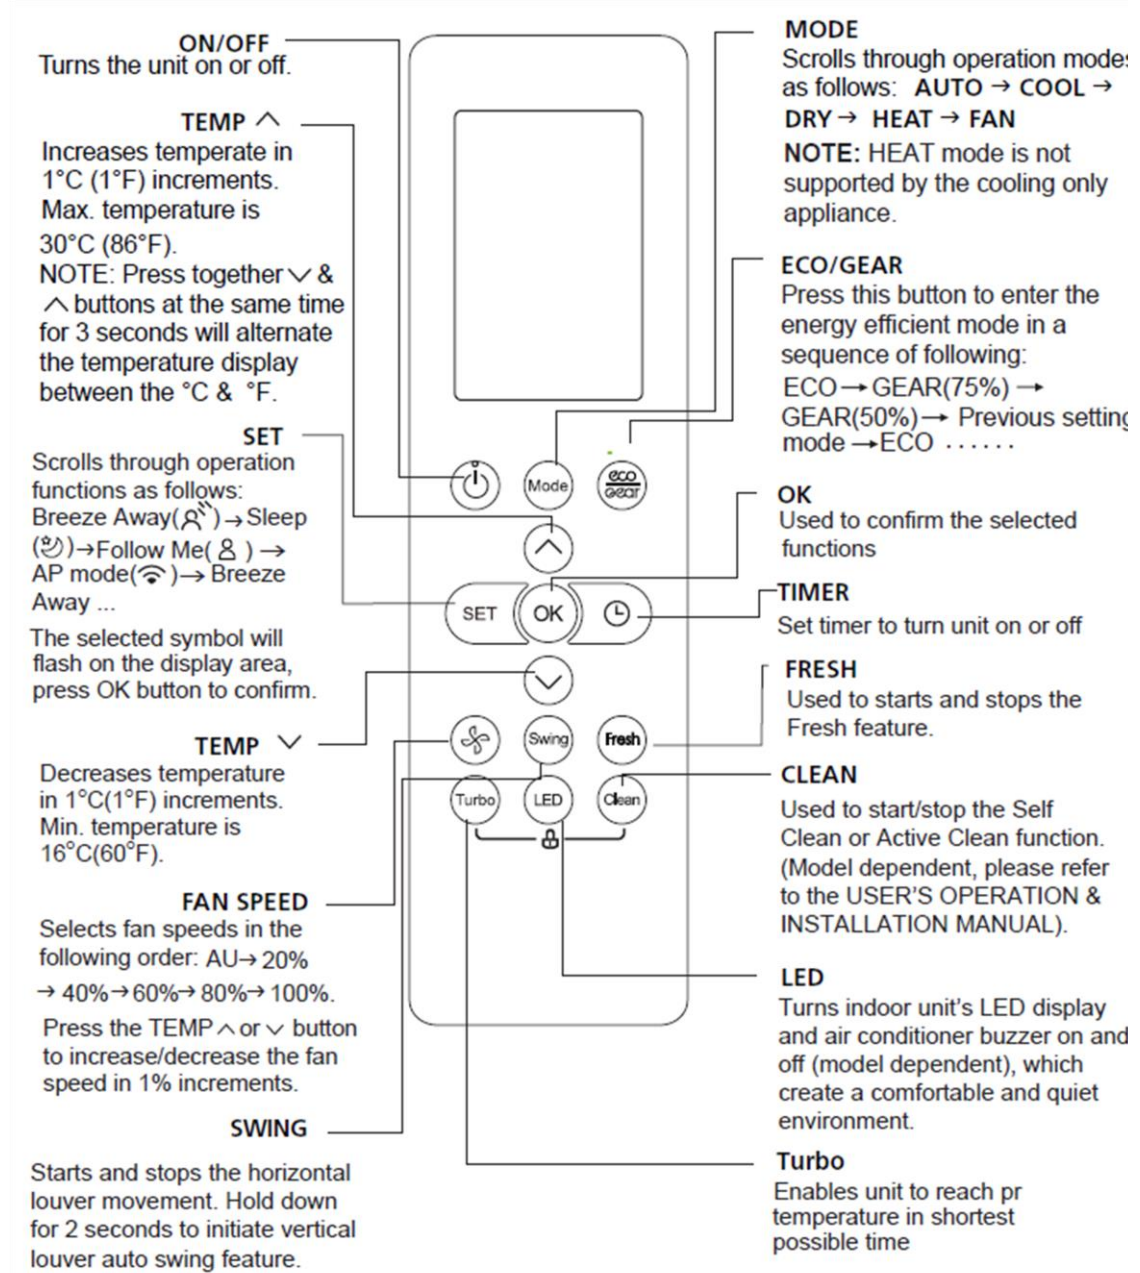 ON/OFF
Turns the unit on or off.
TEMP ︿
Increases temperate in
1°C (1°F) increments.
Max. temperature is
30°C (86°F).
NOTE: Press together ﹀ &
︿ buttons at the same time
for 3 seconds will alternate
the temperature display
between the °C & °F.
SET
Scrolls through operation
functions as follows:
Breeze Away( )→Sleep
( )→Follow Me( ) →
AP mode( )→ Breeze
Away ...
The selected symbol will
flash on the display area,
press OK button to confirm.
TEMP ﹀
Decreases temperature
in 1°C(1°F) increments.
Min. temperature is
16°C(60°F).
FAN SPEED
Selects fan speeds in the
following order: AU→ 20%
→ 40%→60%→ 80%→ 100%.
Press the TEMP ︿ or ﹀ button
to increase/decrease the fan
speed in 1% increments.
SWING
Starts and stops the horizontal
louver movement. Hold down
for 2 seconds to initiate vertical
louver auto swing feature.
Mode
eco
Gear
SET
OK
Swing
Fresh
Turbo
LED
Clean
MODE
Scrolls through operation modes
as follows: AUTO → COOL →
DRY → HEAT → FAN
NOTE: HEAT mode is not
supported by the cooling only
appliance.
ECO/GEAR
Press this button to enter the
energy efficient mode in a
sequence of following:
ECO → GEAR(75%) →
GEAR(50%)→ Previous setting
mode →ECO ······
OK
Used to confirm the selected
functions
TIMER
Set timer to turn unit on or off
FRESH
Used to starts and stops the
Fresh feature.
CLEAN
Used to start/stop the Self
Clean or Active Clean function.
(Model dependent, please refer
to the USER'S OPERATION &
INSTALLATION MANUAL).
LED
Turns indoor unit's LED display
and air conditioner buzzer on and
off (model dependent), which
create a comfortable and quiet
environment.
Turbo
Enables unit to reach pr
temperature in shortest
possible time